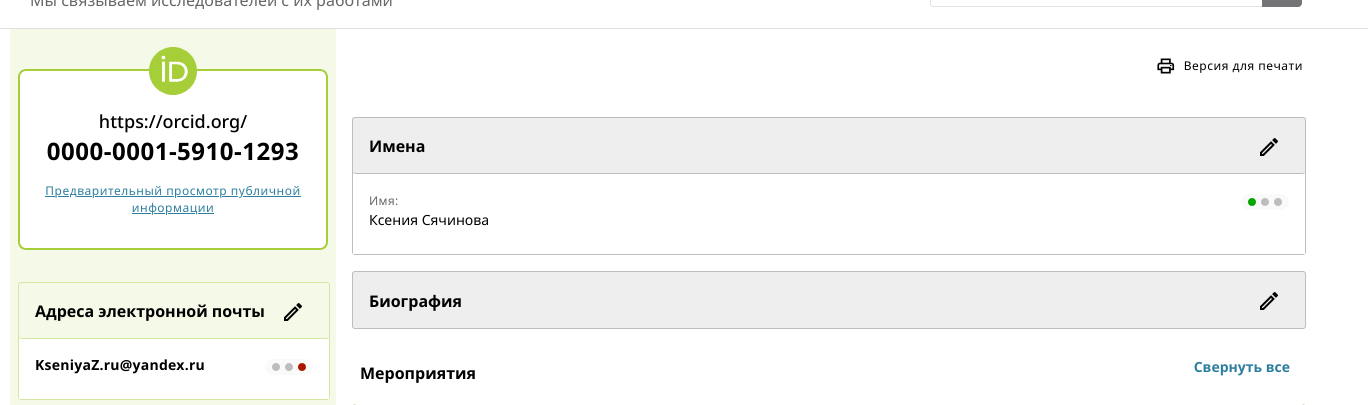 Мы связываем исследователей с их работами
iD
https://orcid.org/
0000-0001-5910-1293
Предварительный просмотр публичной
информации
Адреса электронной почты
KseniyaZ.ru@yandex.ru
Версия для печати
Имена
Имя:
Ксения Сячинова
Биография
Мероприятия
Свернуть все